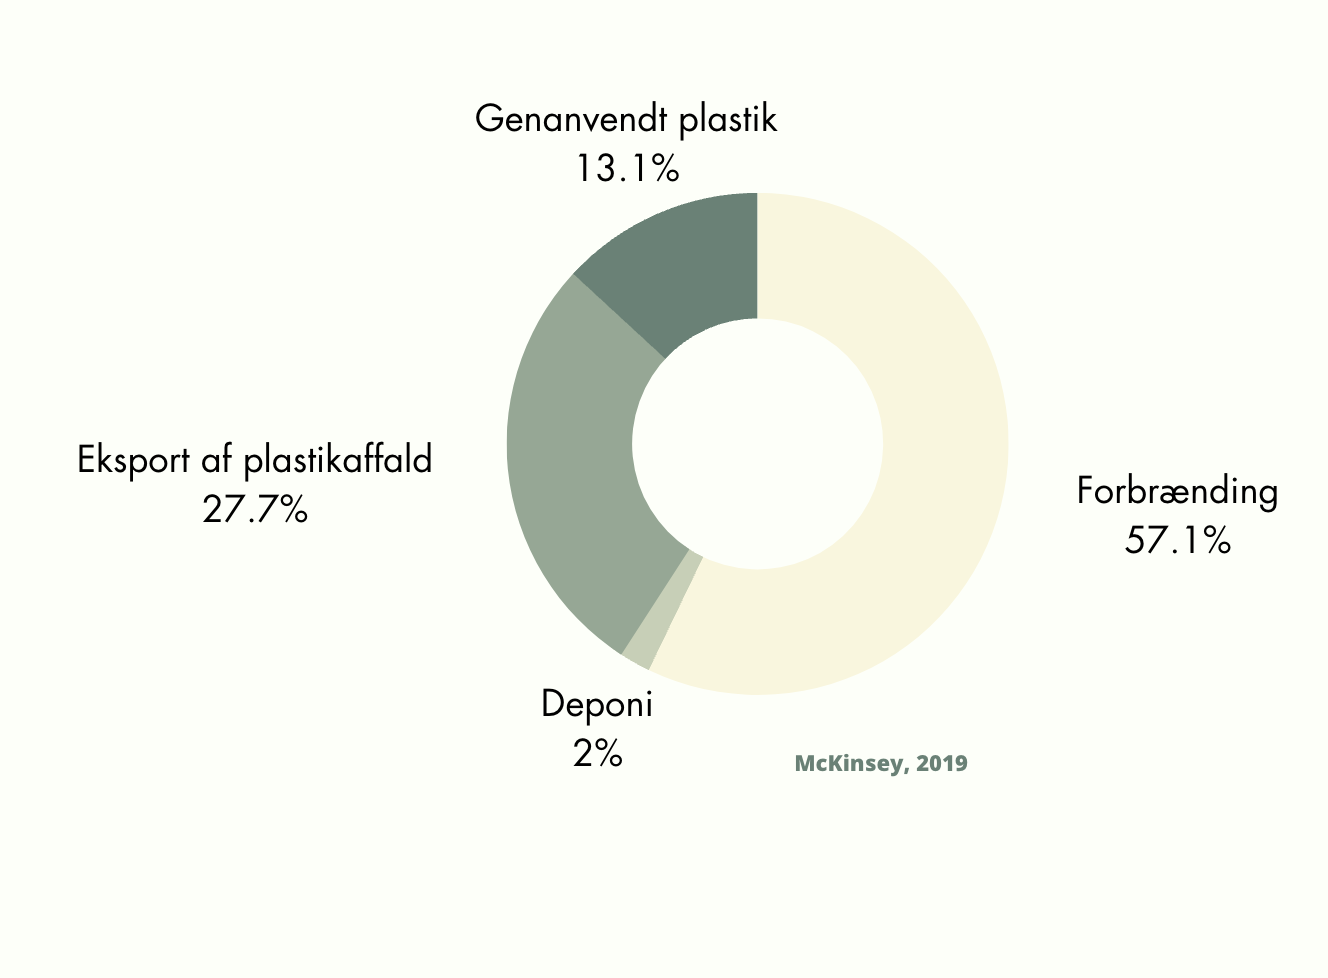 Genanvendt plastik
13.1%
Eksport af plastikaffald
27.7%
Forbrænding
57.1%
Deponi
2%
McKinsey, 2019